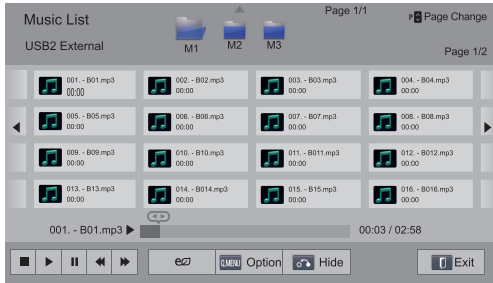 Music List
Page 1/1
P Page Change
USB2 External
M1
M2
M3
Page 1/2
001. - B01.mp3
00:00
002. - B02.mp3
00:00
003. - B03.mp3
00:00
004. - B04.mp3
00:00
005. - B05.mp3
00:00
006. - B06.mp3
00:00
007. - B07.mp3
00:00
008. - B08.mp3
00:00
009. - B09.mp3
00:00
010. - B10.mp3
00:00
011. - B011.mp3
00:00
012. - B012.mp3
00:00
013. - B13.mp3
00:00
014. - B014.mp3
00:00
015. - B15.mp3
00:00
016. - B016.mp3
00:00
001. - B01.mp3
00:03 / 02:58
Q.MENU Option
Hide
Exit